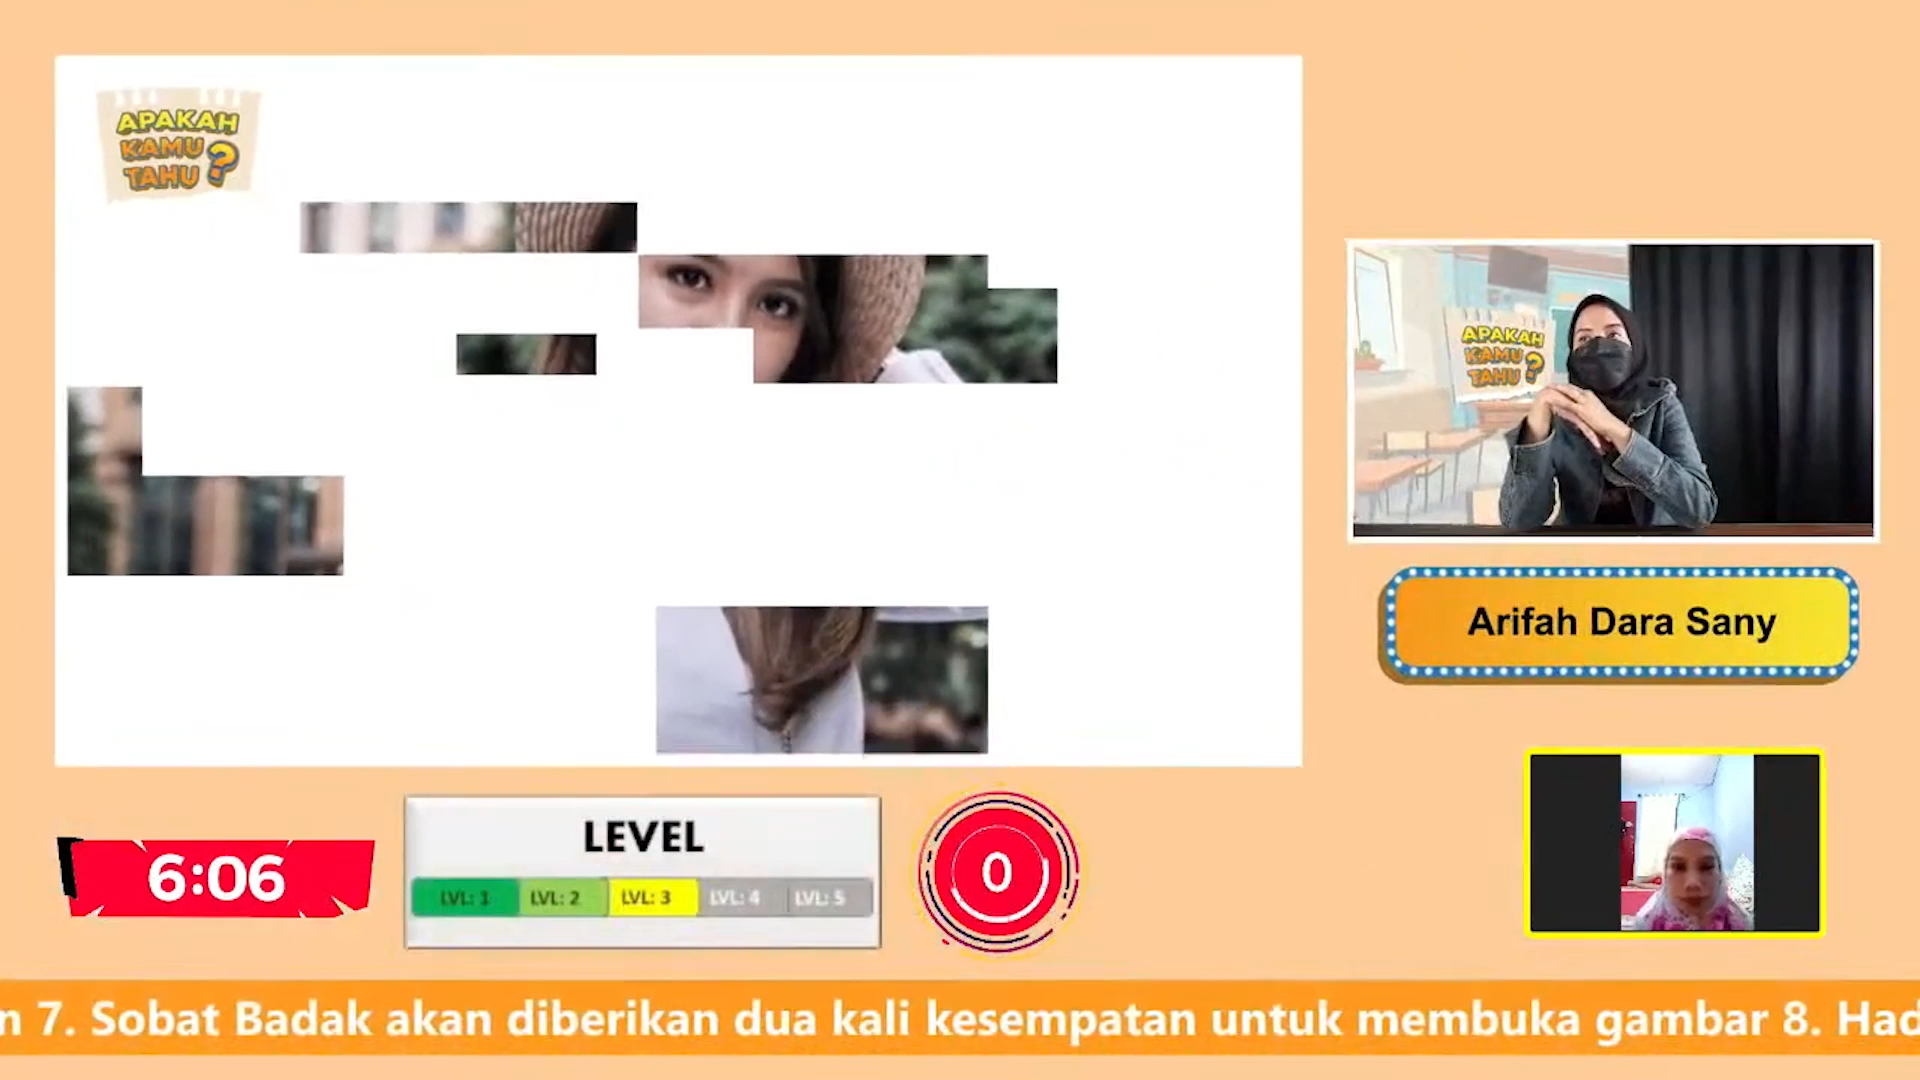 APAKAH
KAMU
TAHU?
APAKAH
KAMU
TAHU?
Arifah Dara Sany
6:06
LEVEL
LVL: 1 LVL: 2 LVL: 3 LVL: 4 LVL: 5
0
n 7. Sobat Badak akan diberikan dua kali kesempatan untuk membuka gambar 8. Had